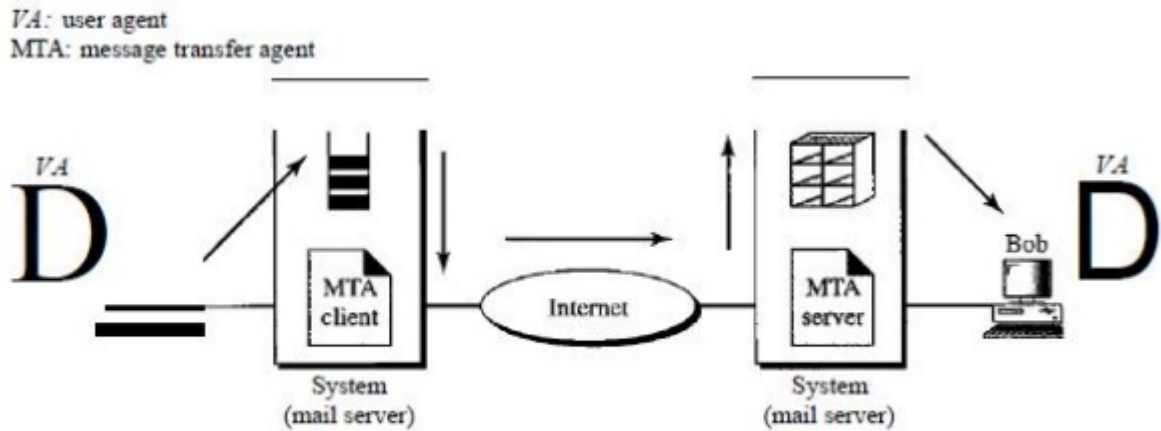 VA: user agent
MTA: message transfer agent
VA
D
MTA
client
System
(mail server)
Internet
MTA
server
System
(mail server)
Bob
VA
D